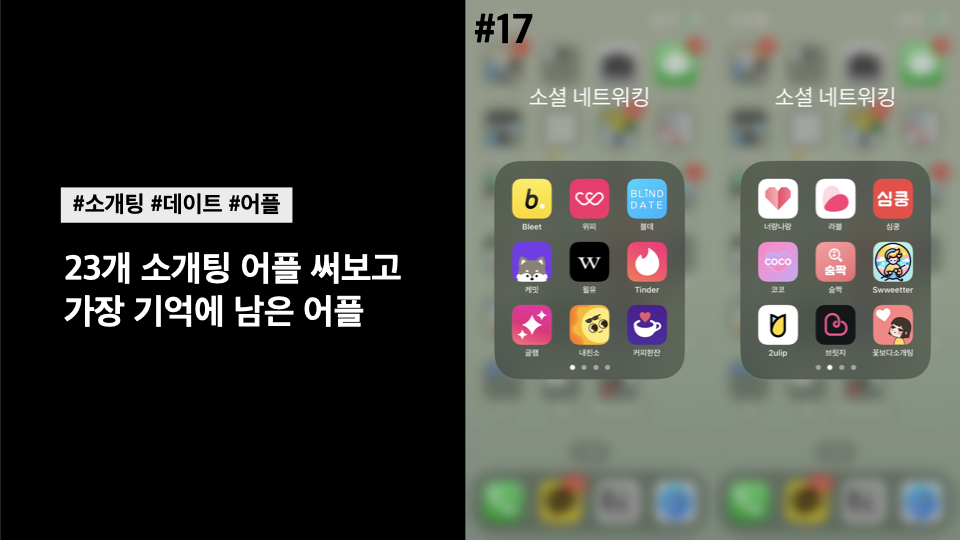 #17
#소개팅 #데이트 #어플
23개 소개팅 어플 써보고
가장 기억에 남은 어플
소셜 네트워킹
b.
BLIND
DATE
Bleet 위피 블데
W
케밋 윌유 Tinder
글램 내친소 커피한잔
소셜 네트워킹
심쿵
너랑나랑 라블 심쿵
COCO
숨짝
코코 숨짝 Swweetter
2ulip 브릿지 꽃보다소개팅